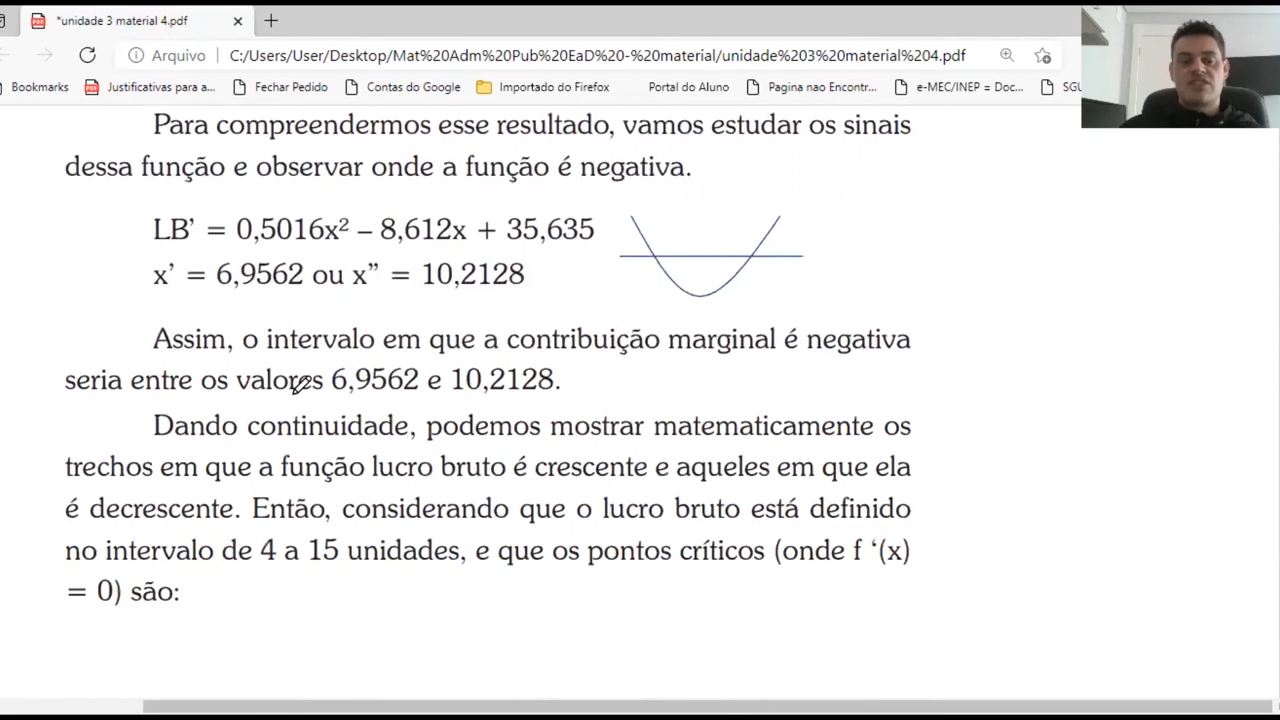 *unidade 3 material 4.pdf
Arquivo
C:/Users/User/Desktop/Mat%20Adm%20Pub%20EaD%20-%20material/unidade%203%20material%204.pdf
Bookmarks
Justificativas para a...
Fechar Pedido
Contas do Google
Importado do Firefox
Portal do Aluno
Pagina nao Encontr...
e-MEC/INEP = Doc...
SGU
Para compreendermos esse resultado, vamos estudar os sinais
dessa função e observar onde a função é negativa.
LB’ = 0,5016x² – 8,612x + 35,635
x’ = 6,9562 ou x” = 10,2128
Assim, o intervalo em que a contribuição marginal é negativa
seria entre os valores 6,9562 e 10,2128.
Dando continuidade, podemos mostrar matematicamente os
trechos em que a função lucro bruto é crescente e aqueles em que ela
é decrescente. Então, considerando que o lucro bruto está definido
no intervalo de 4 a 15 unidades, e que os pontos críticos (onde f ‘(x)
= 0) são: